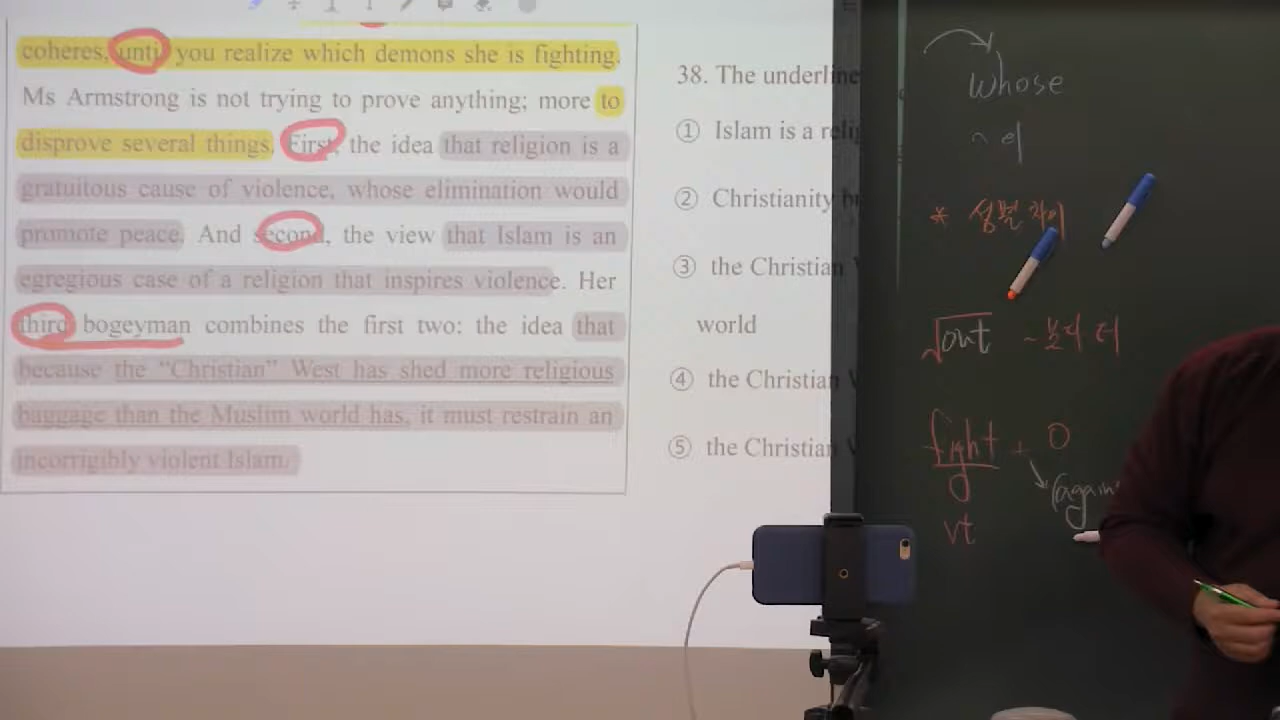 coheres, until you realize which demons she is fighting.
Ms Armstrong is not trying to prove anything; more to
disprove several things. First, the idea that religion is a
gratuitous cause of violence, whose elimination would
promote peace. And second, the view that Islam is an
egregious case of a religion that inspires violence. Her
third bogeyman combines the first two: the idea that
because the “Christian” West has shed more religious
baggage than the Muslim world has, it must restrain an
incorrigibly violent Islam.
38. The underline
① Islam is a reli
② Christianity
③ the Christian
world
④ the Christian
⑤ the Christian
whose
* 성별 차이
out ~보다 더
fight + O
(again
vt